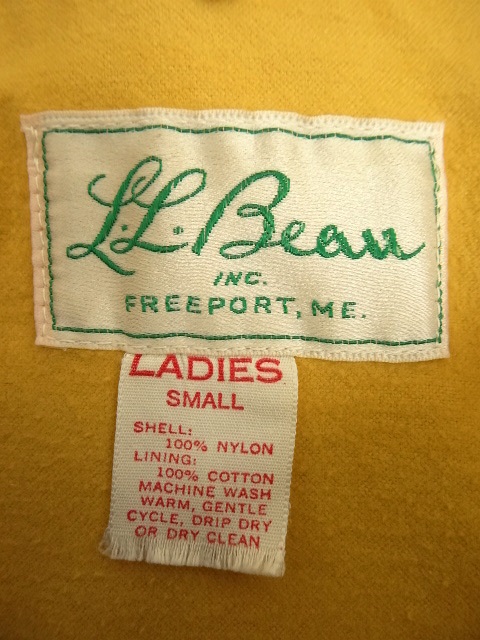 L.L. Bean
INC.
FREEPORT, ME.
LADIES
SMALL
SHELL:
100% NYLON
LINING:
100% COTTON
MACHINE WASH
WARM, GENTLE
CYCLE, DRIP DRY
OR DRY CLEAN